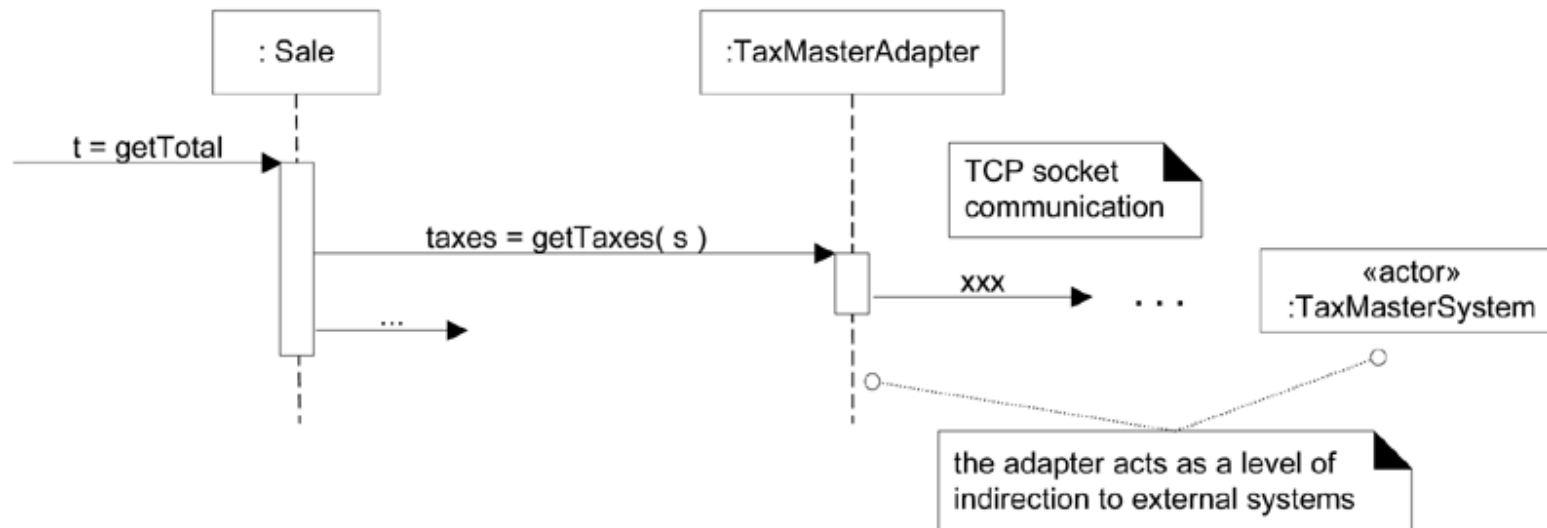 : Sale
:TaxMasterAdapter
t = getTotal
TCP socket
communication
taxes = getTaxes( s )
«actor»
:TaxMasterSystem
xxx
. . .
...
the adapter acts as a level of
indirection to external systems